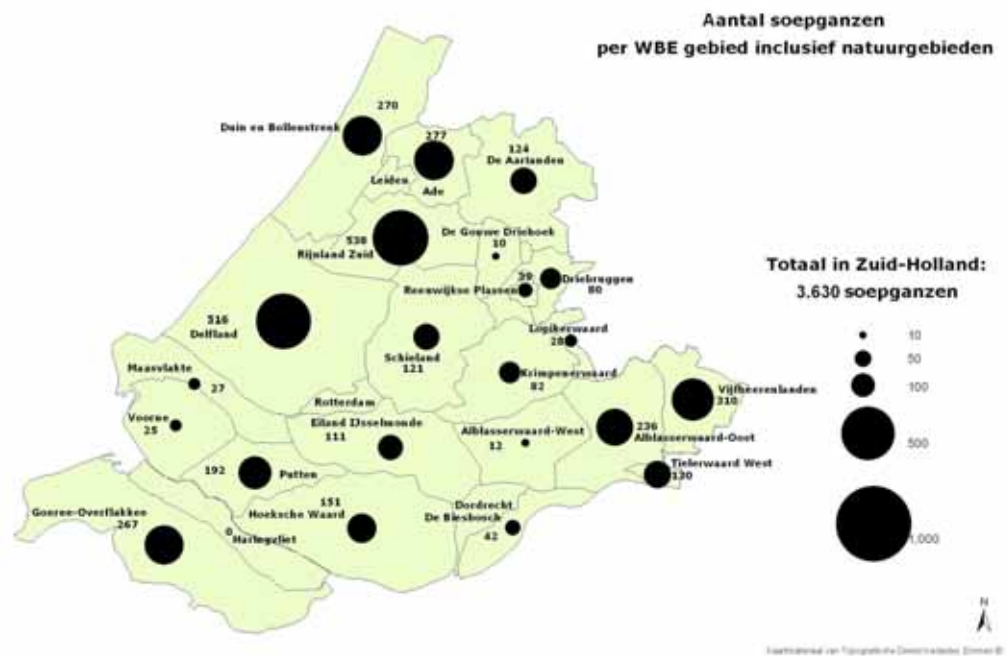 Aantal soepganzen
per WBE gebied inclusief natuurgebieden
270
Duin en Bollenstreek
277
124
De Aarlanden
Leiden
Ade
De Gouwe Driehoek
10
538
Rijnland Zuid
39
Reeuwijkse Plassen
Driebruggen
80
Totaal in Zuid-Holland:
3.630 soepganzen
10
50
100
500
1,000
516
Delfland
Logikerwaard
28
Schieland
121
Maasvlakte
27
Krimpenerwaard
82
Vijfheerenlanden
310
Rotterdam
Voorne
25
Eiland IJsselmonde
111
Alblasserwaard-West
12
236
Alblasserwaard-Oost
192
Putten
Tielerwaard West
130
151
Hoeksche Waard
Dordrecht
De Biesbosch
42
Goeree-Overflakkee
267
0
Haringvliet
N